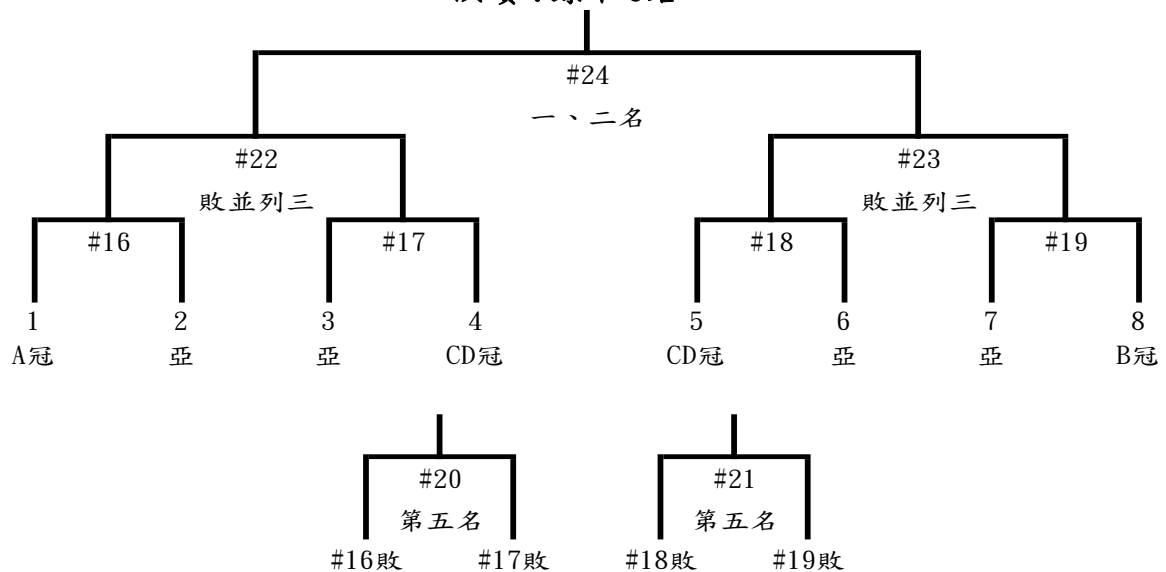 #24
一、二名
#22 #23
敗並列三 敗並列三
#16 #17 #18 #19
1 2 3 4 5 6 7 8
A冠 亞 亞 CD冠 CD冠 亞 亞 B冠
#20 #21
第五名 第五名
#16敗 #17敗 #18敗 #19敗